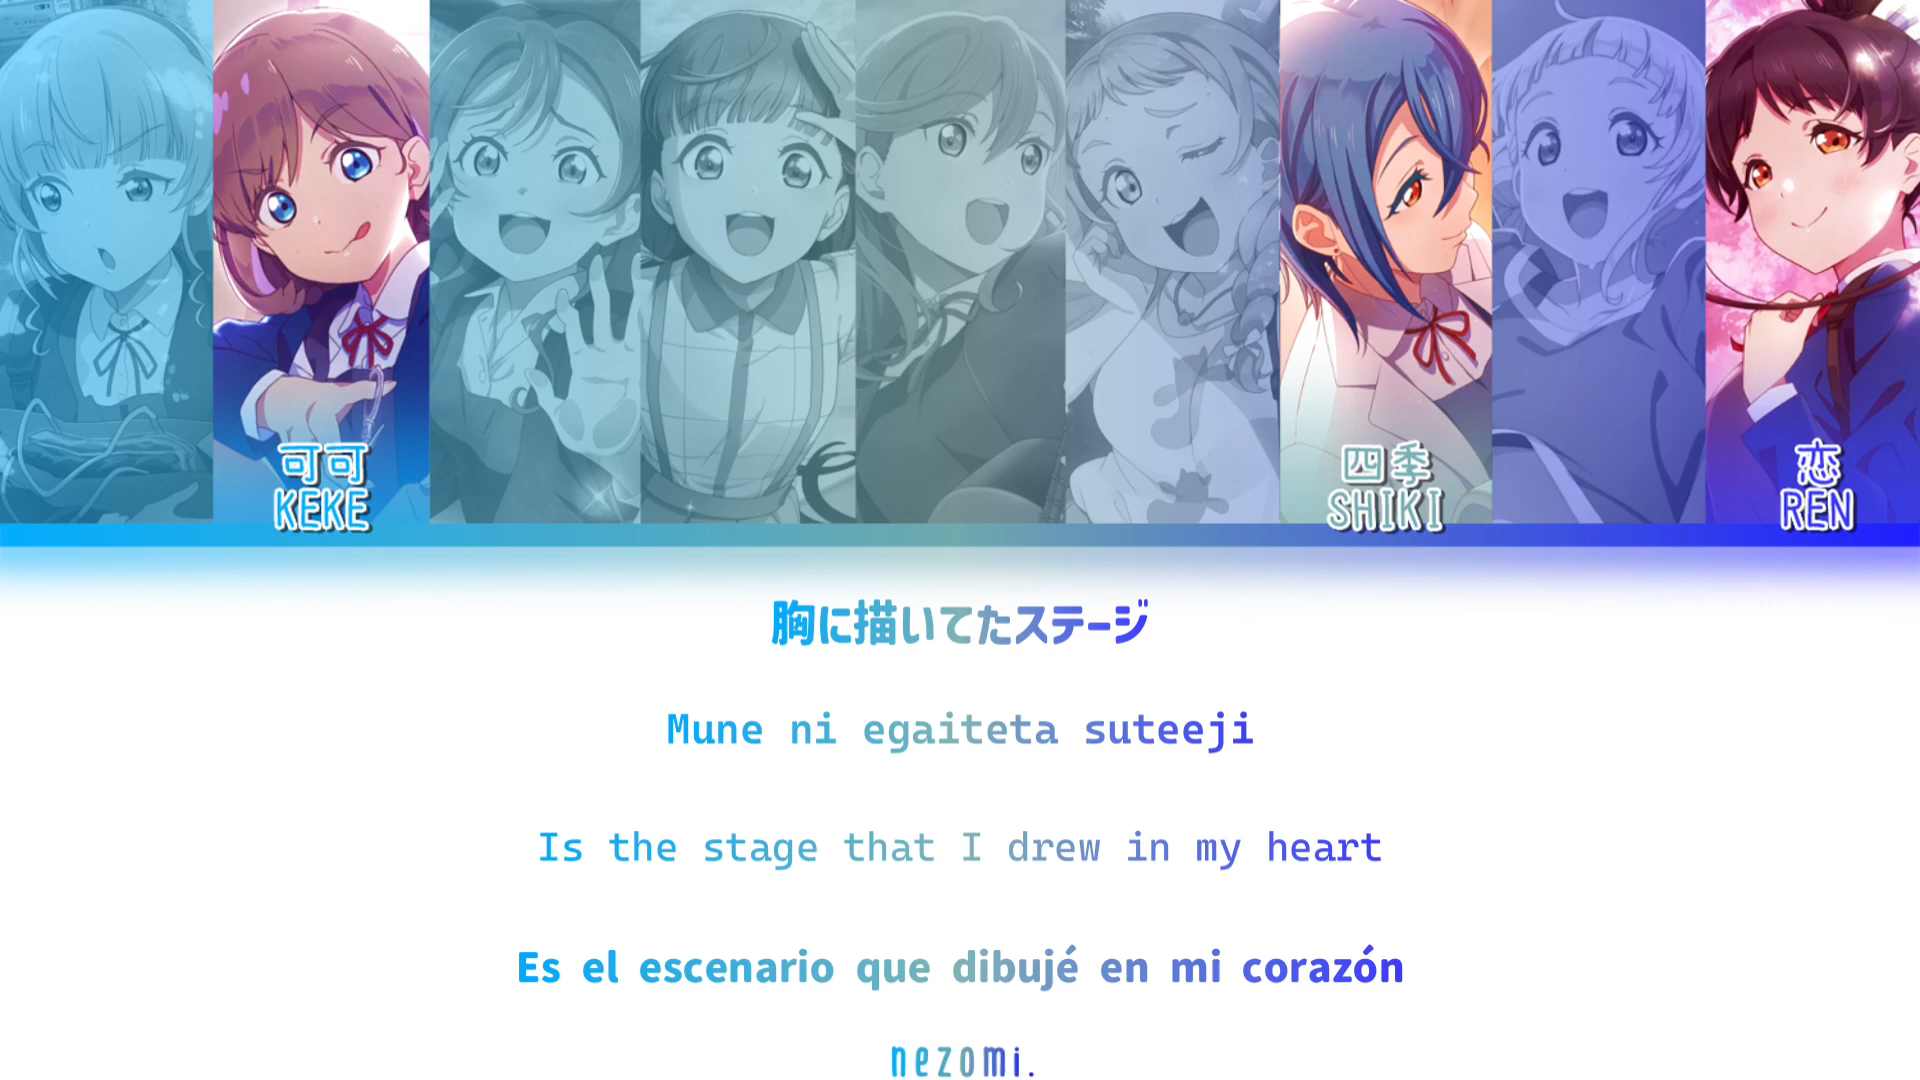 可可
KEKE
四季
SHIKI
恋
REN
胸に描いてたステージ
Mune ni egaiteta suteeji
Is the stage that I drew in my heart
Es el escenario que dibujé en mi corazón
nezomi.